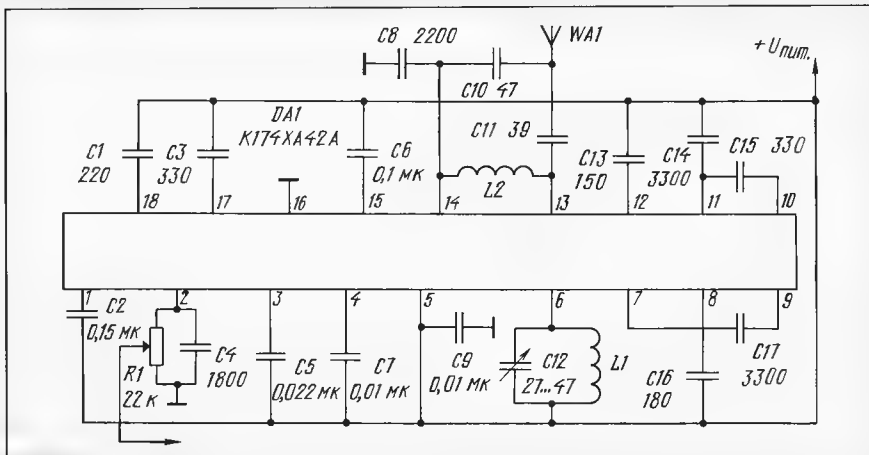 C8 2200
WA1
+ Uпит.
C10 47
DA1
К174ХА42А
C1
220
C3
330
C6
0,1 мк
C11 39
L2
C13
150
C14
3300
C15 330
18
17
16
15
14
13
12
11
10
1
2
3
4
5
6
7
8
9
C2
0,15 мк
R1
22 к
C4
1800
C5
0,022 мк
C7
0,01 мк
C9
0,01 мк
C12
27...47
L1
C16
180
C17
3300